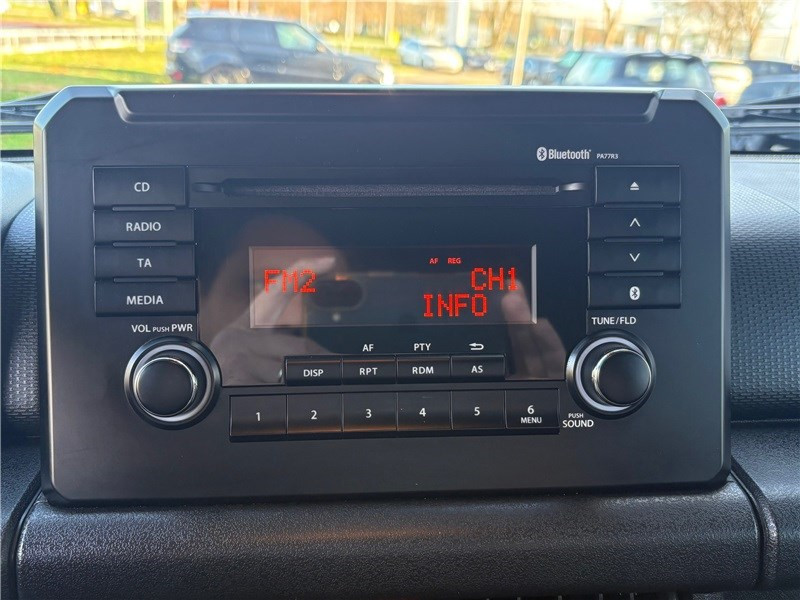 Bluetooth® PA77R3
CD
RADIO
TA
MEDIA
VOL PUSH PWR
AF REG
FM2 CH1
INFO
TUNE/FLD
AF PTY
DISP RPT RDM AS
1 2 3 4 5 6
MENU
PUSH
SOUND